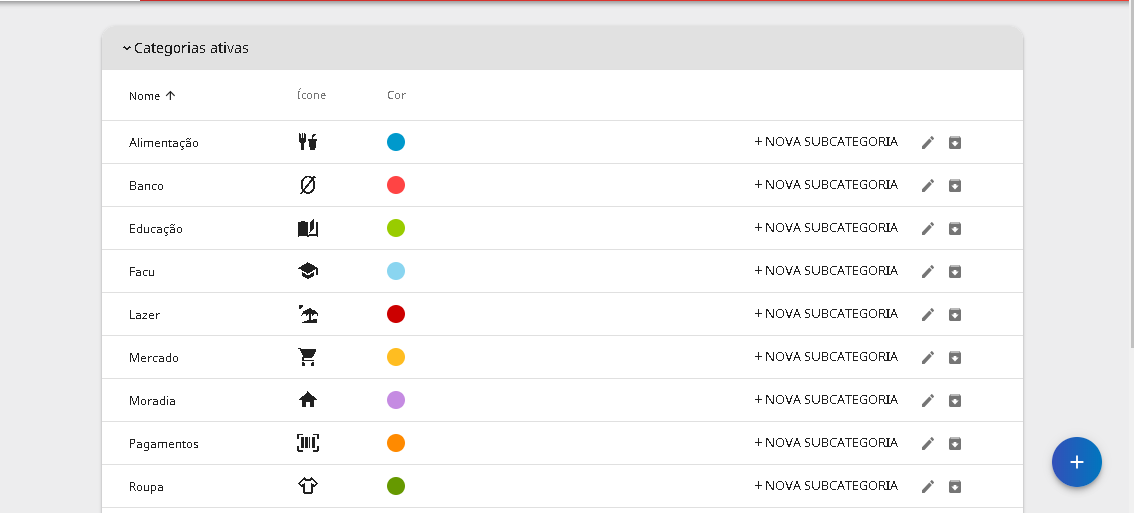 Categorias ativas
Nome Ícone Cor
Alimentação + NOVA SUBCATEGORIA
Banco + NOVA SUBCATEGORIA
Educação + NOVA SUBCATEGORIA
Facu + NOVA SUBCATEGORIA
Lazer + NOVA SUBCATEGORIA
Mercado + NOVA SUBCATEGORIA
Moradia + NOVA SUBCATEGORIA
Pagamentos + NOVA SUBCATEGORIA
Roupa + NOVA SUBCATEGORIA